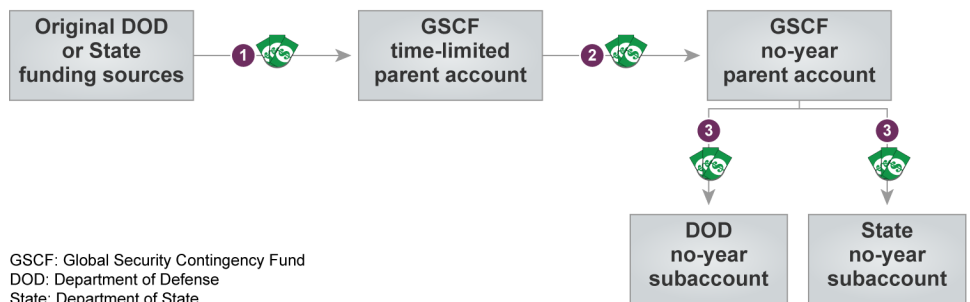 Original DOD
or State
funding sources
1
GSCF
time-limited
parent account
2
GSCF
no-year
parent account
3
3
DOD
no-year
subaccount
State
no-year
subaccount
GSCF: Global Security Contingency Fund
DOD: Department of Defense
State: Department of State